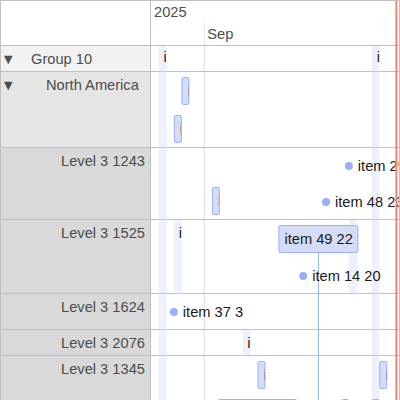 2025
Sep
▼ Group 10 i i
▼ North America
Level 3 1243
item 2
item 48 23
Level 3 1525 i
item 49 22
item 14 20
Level 3 1624 item 37 3
Level 3 2076 i
Level 3 1345